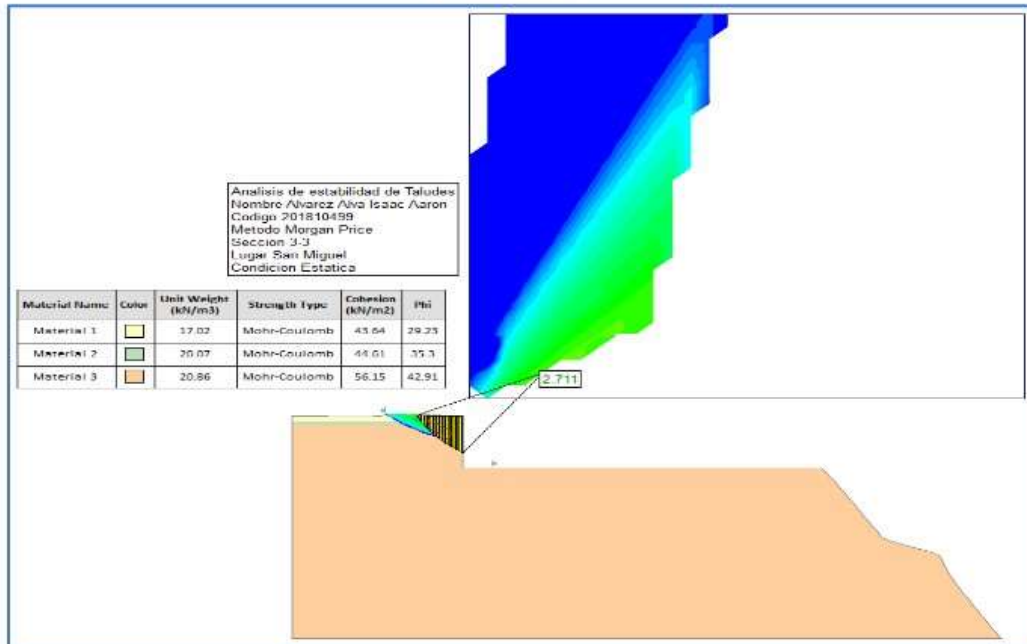 Analisis de estabilidad de Taludes
Nombre Alvarez Alva Isaac Aaron
Codigo 201810499
Metodo Morgan Price
Seccion 3-3
Lugar San Miguel
Condicion Estatica
Material Name Color Unit Weight (kN/m3) Strength Type Cohesion (kN/m2) Phi
Material 1 17.02 Mohr-Coulomb 43.64 29.23
Material 2 20.07 Mohr-Coulomb 44.61 35.3
Material 3 20.86 Mohr-Coulomb 56.15 42.91
2.711